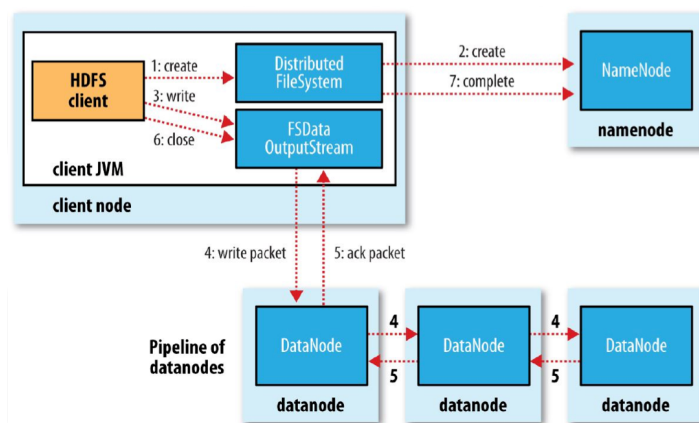 1: create
HDFS
client
3: write
6: close
Distributed
FileSystem
FSData
OutputStream
client JVM
client node
2: create
7: complete
NameNode
namenode
4: write packet
5: ack packet
Pipeline of
datanodes
DataNode
datanode
4
5
DataNode
datanode
4
5
DataNode
datanode